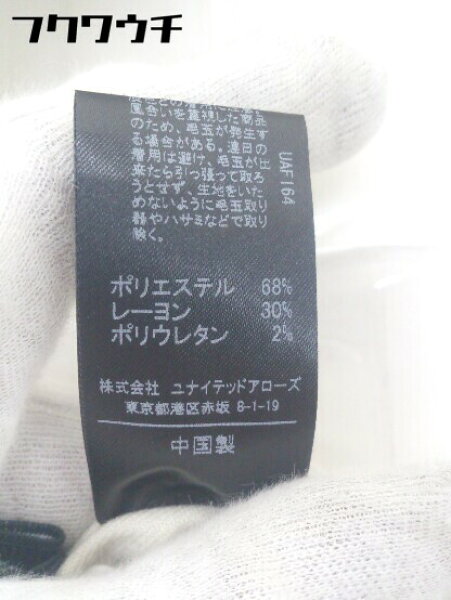 フクワウチ
風合いを重視した商品
のため、毛玉が発生す
る場合がある。連日の
着用は避け、毛玉が出
来たら引っ張って取ろ
うとせず、生地をいた
めないように毛玉取り
器やハサミなどで取り
除く。
UAF164
ポリエステル 68%
レーヨン 30%
ポリウレタン 2%
株式会社 ユナイテッドアローズ
東京都港区赤坂 8-1-19
中国製